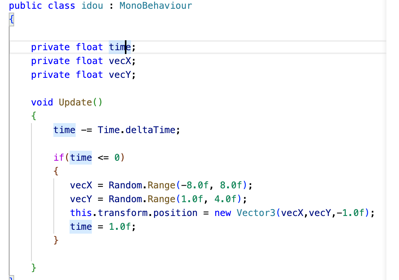 public class idou : MonoBehaviour
{
private float time;
private float vecX;
private float vecY;
void Update()
{
time -= Time.deltaTime;
if(time <= 0)
{
vecX = Random.Range(-8.0f, 8.0f);
vecY = Random.Range(1.0f, 4.0f);
this.transform.position = new Vector3(vecX,vecY,-1.0f);
time = 1.0f;
}
}
}